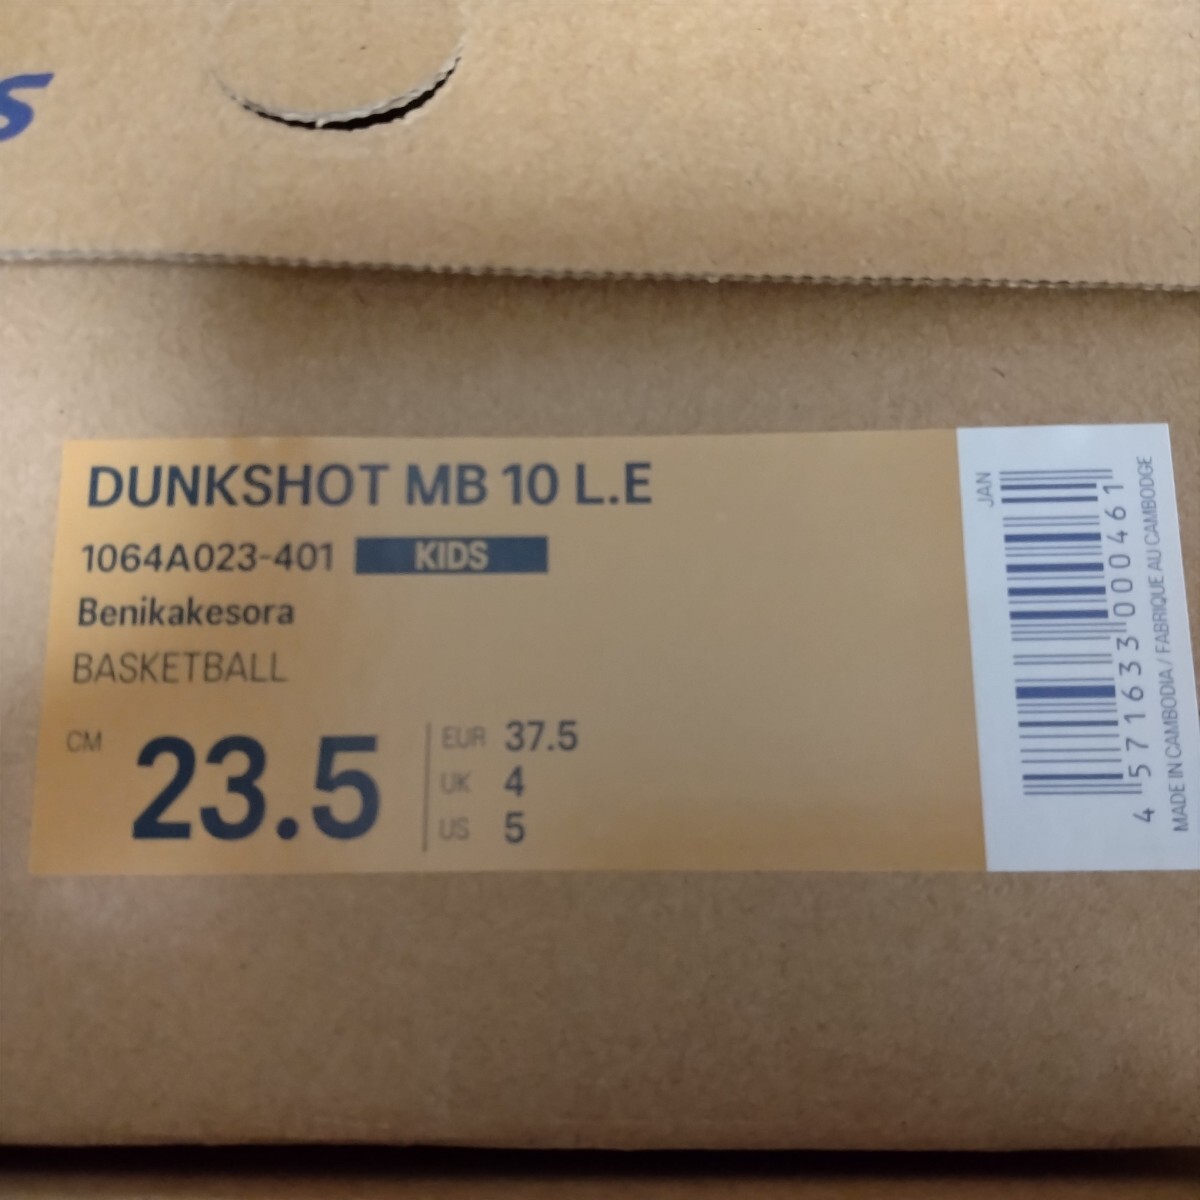 s
DUNKSHOT MB 10 L.E
1064A023-401 KIDS
Benikakesora
BASKETBALL
CM 23.5
EUR 37.5
UK 4
US 5
JAN
4 571633 000461
MADE IN CAMBODIA / FABRIQUE AU CAMBODGE